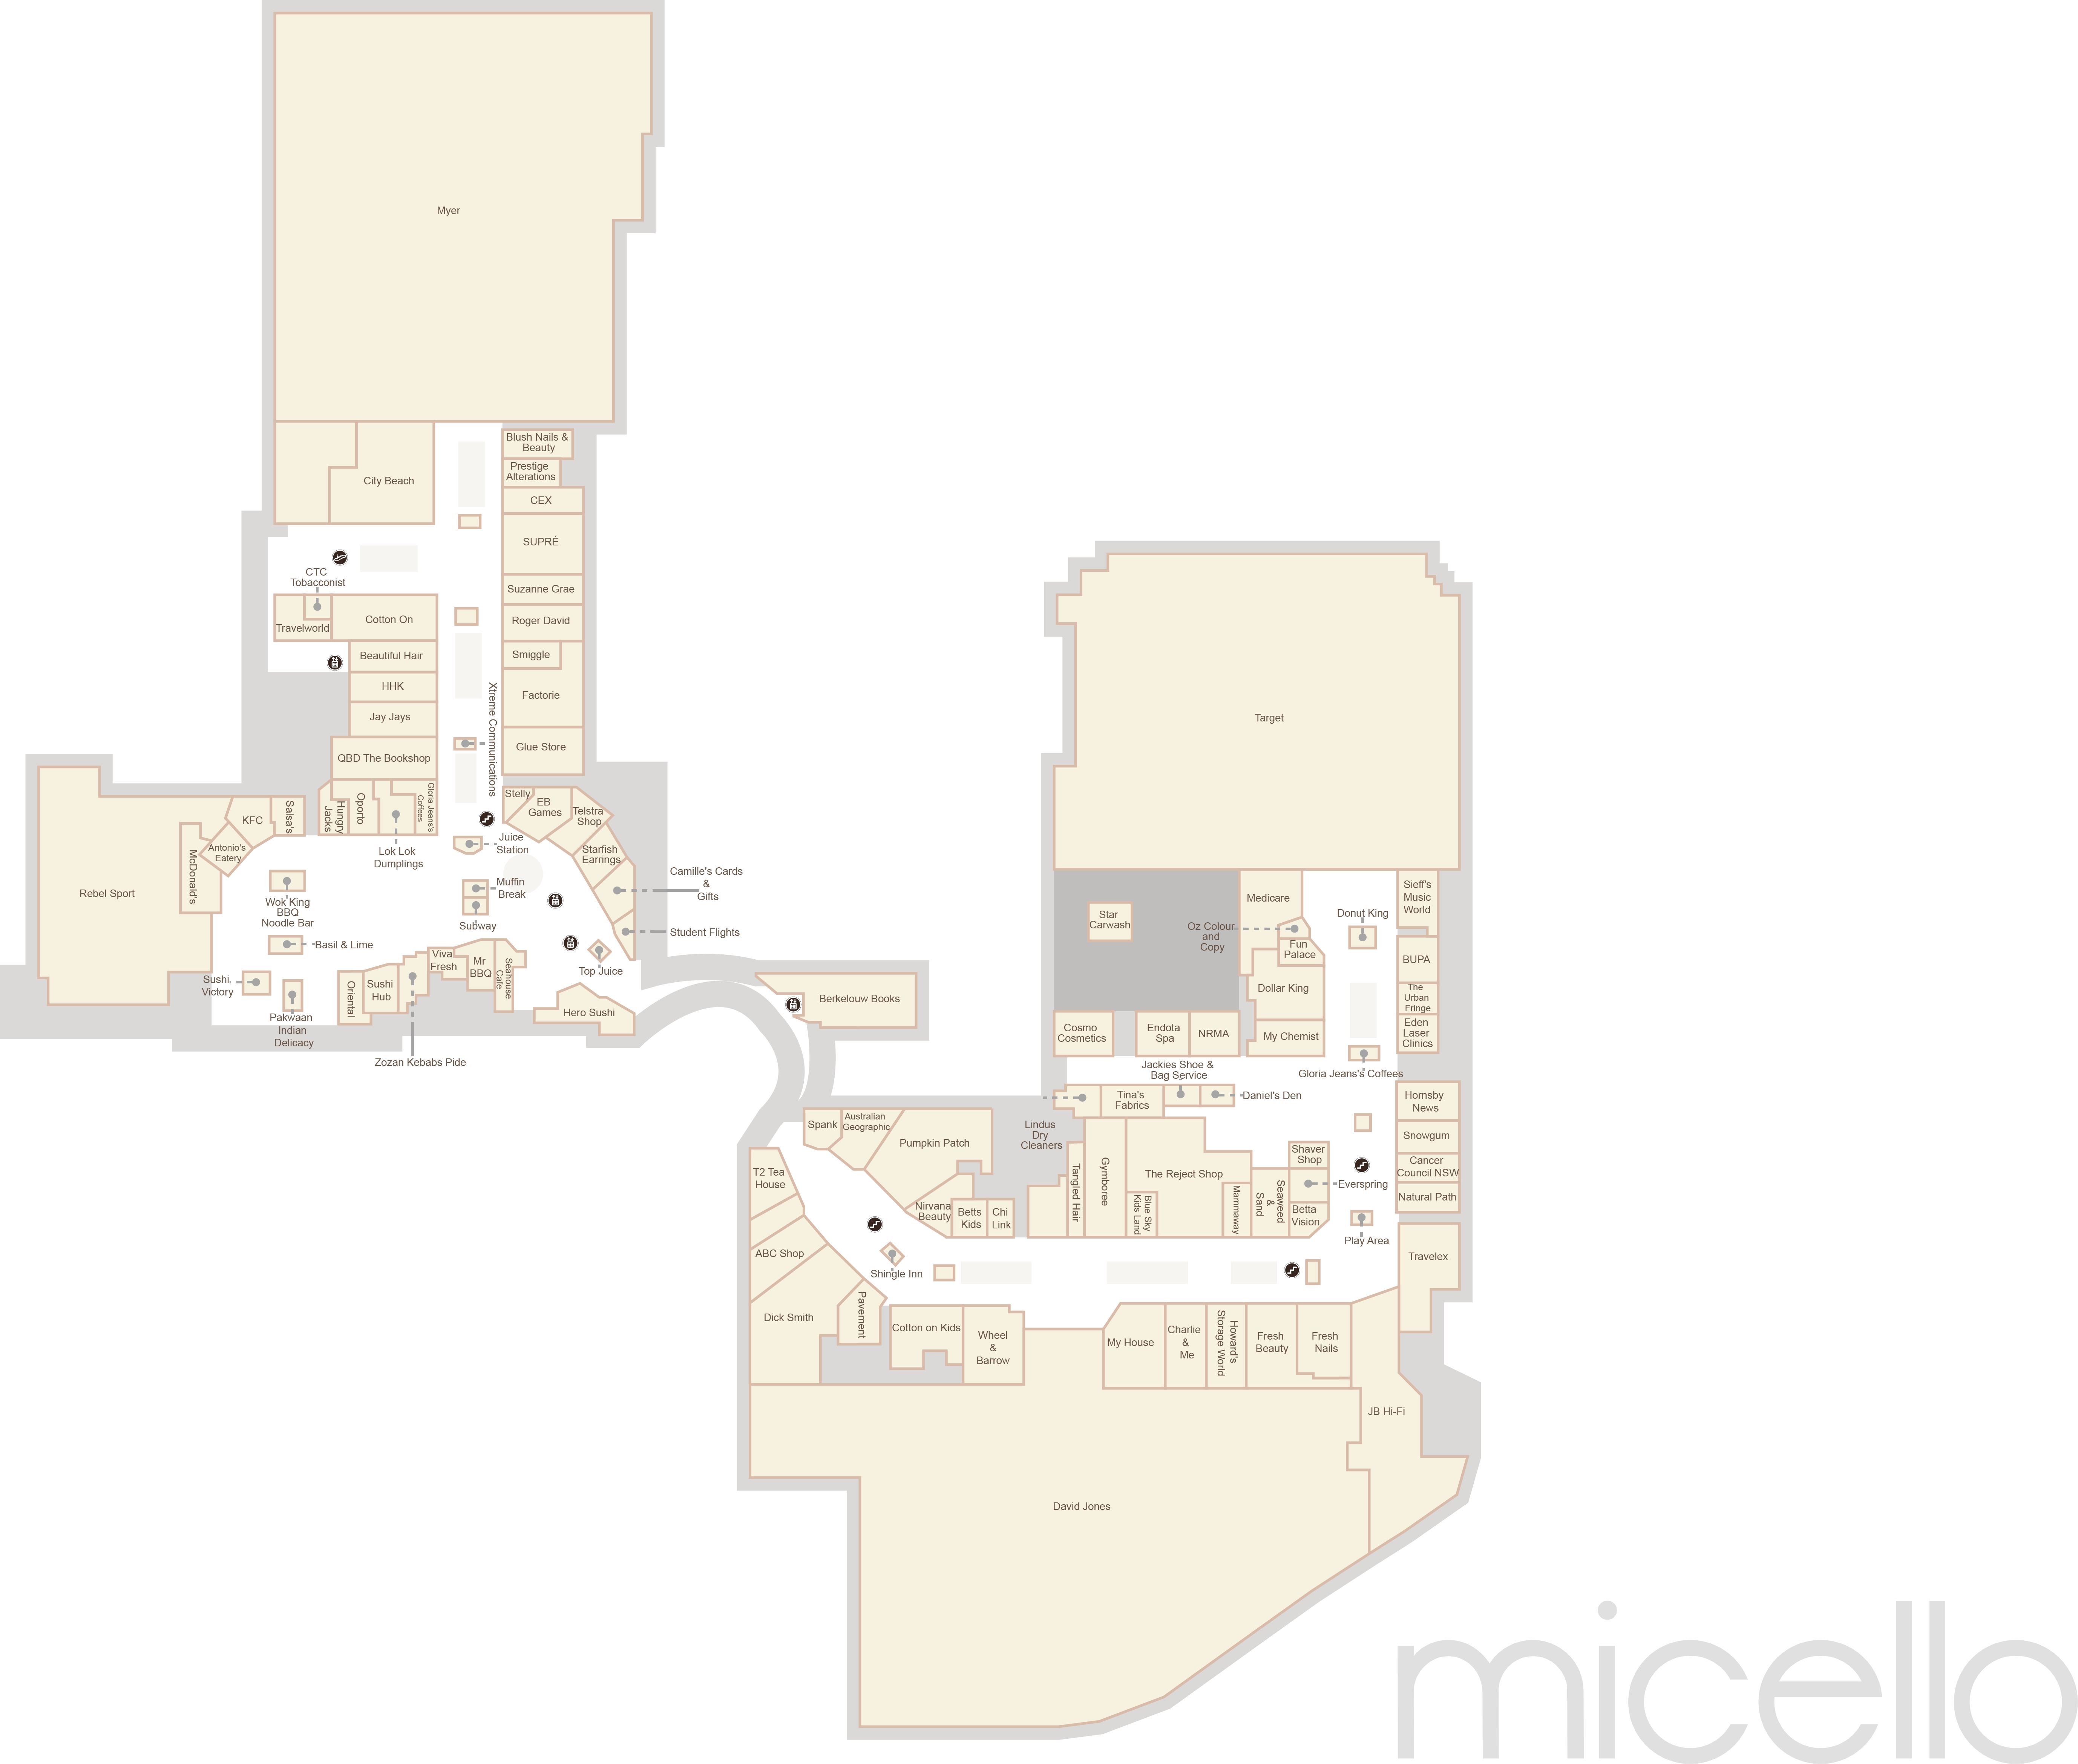 Myer
Blush Nails &
Beauty
Prestige
Alterations
City Beach
CEX
SUPRÉ
CTC
Tobacconist
Suzanne Grae
Travelworld
Cotton On
Roger David
Beautiful Hair
Smiggle
HHK
Factorie
Jay Jays
Xtreme Communications
QBD The Bookshop
Glue Store
Stelly
EB
Games
Telstra
Shop
KFC
Salsa's
Hungry
Jacks
Oporto
Gloria Jeans's
Coffees
Juice
Station
Antonio's
Eatery
Lok Lok
Dumplings
Starfish
Earrings
McDonald's
Rebel Sport
Camille's Cards
&
Gifts
Muffin
Break
Wok King
BBQ
Noodle Bar
Subway
Student Flights
Basil & Lime
Viva
Fresh
Mr
BBQ
Seahouse
Cafe
Top Juice
Sushi
Victory
Oriental
Sushi
Hub
Hero Sushi
Pakwaan
Indian
Delicacy
Zozan Kebabs Pide
Berkelouw Books
Target
Star
Carwash
Medicare
Sieff's
Music
World
Donut King
Oz Colour
and
Copy
Fun
Palace
BUPA
Dollar King
The
Urban
Fringe
Cosmo
Cosmetics
Endota
Spa
NRMA
My Chemist
Eden
Laser
Clinics
Jackies Shoe &
Bag Service
Gloria Jeans's Coffees
Tina's
Fabrics
Daniel's Den
Hornsby
News
Lindus
Dry
Cleaners
Spank
Australian
Geographic
Pumpkin Patch
Snowgum
T2 Tea
House
Tangled Hair
Gymboree
The Reject Shop
Shaver
Shop
Cancer
Council NSW
Everspring
Natural Path
Nirvana
Beauty
Betts
Kids
Chi
Link
Blue Sky
Kids Land
Mammaway
Seaweed
&
Sand
Betta
Vision
Play Area
ABC Shop
Travelex
Shingle Inn
Dick Smith
Pavement
Cotton on Kids
Wheel
&
Barrow
My House
Charlie
&
Me
Howard's
Storage World
Fresh
Beauty
Fresh
Nails
JB Hi-Fi
David Jones
micello